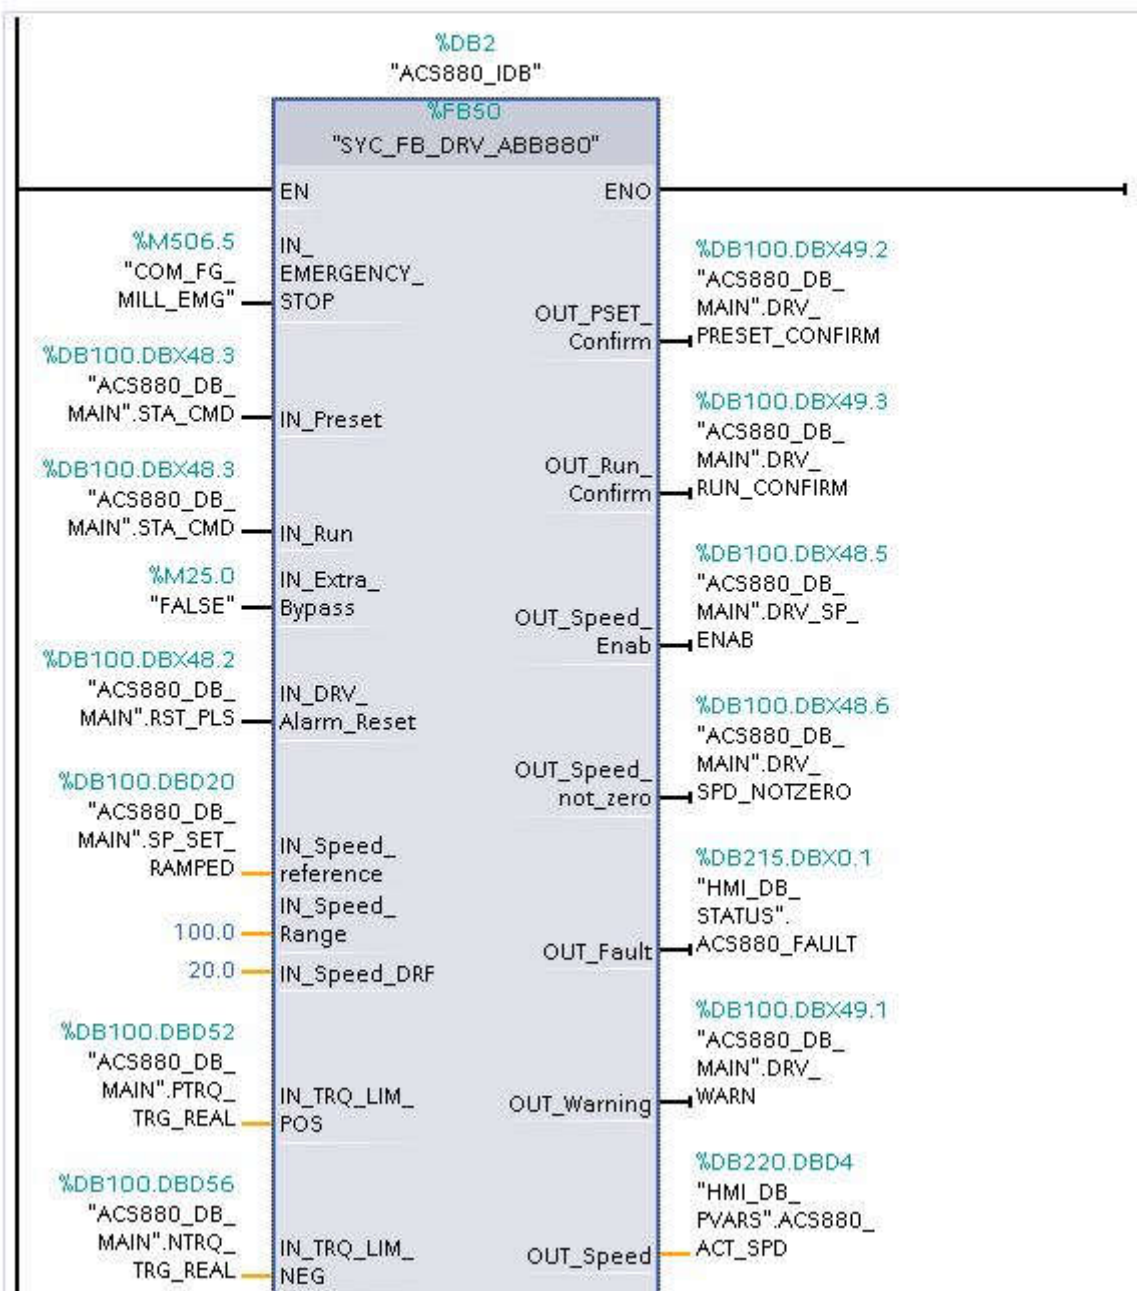 %DB2
"ACS880_IDB"
%FB50
"SYC_FB_DRV_ABB880"
EN
ENO
%M506.5
"COM_FG_
MILL_EMG"
IN_
EMERGENCY_
STOP
%DB100.DBX48.3
"ACS880_DB_
MAIN".STA_CMD
IN_Preset
%DB100.DBX48.3
"ACS880_DB_
MAIN".STA_CMD
IN_Run
%M25.0
"FALSE"
IN_Extra_
Bypass
%DB100.DBX48.2
"ACS880_DB_
MAIN".RST_PLS
IN_DRV_
Alarm_Reset
%DB100.DBD20
"ACS880_DB_
MAIN".SP_SET_
RAMPED
IN_Speed_
reference
100.0
IN_Speed_
Range
20.0
IN_Speed_DRF
%DB100.DBD52
"ACS880_DB_
MAIN".PTRQ_
TRG_REAL
IN_TRQ_LIM_
POS
%DB100.DBD56
"ACS880_DB_
MAIN".NTRQ_
TRG_REAL
IN_TRQ_LIM_
NEG
OUT_PSET_
Confirm
%DB100.DBX49.2
"ACS880_DB_
MAIN".DRV_
PRESET_CONFIRM
OUT_Run_
Confirm
%DB100.DBX49.3
"ACS880_DB_
MAIN".DRV_
RUN_CONFIRM
OUT_Speed_
Enab
%DB100.DBX48.5
"ACS880_DB_
MAIN".DRV_SP_
ENAB
OUT_Speed_
not_zero
%DB100.DBX48.6
"ACS880_DB_
MAIN".DRV_
SPD_NOTZERO
OUT_Fault
%DB215.DBX0.1
"HMI_DB_
STATUS".
ACS880_FAULT
OUT_Warning
%DB100.DBX49.1
"ACS880_DB_
MAIN".DRV_
WARN
OUT_Speed
%DB220.DBD4
"HMI_DB_
PVARS".ACS880_
ACT_SPD